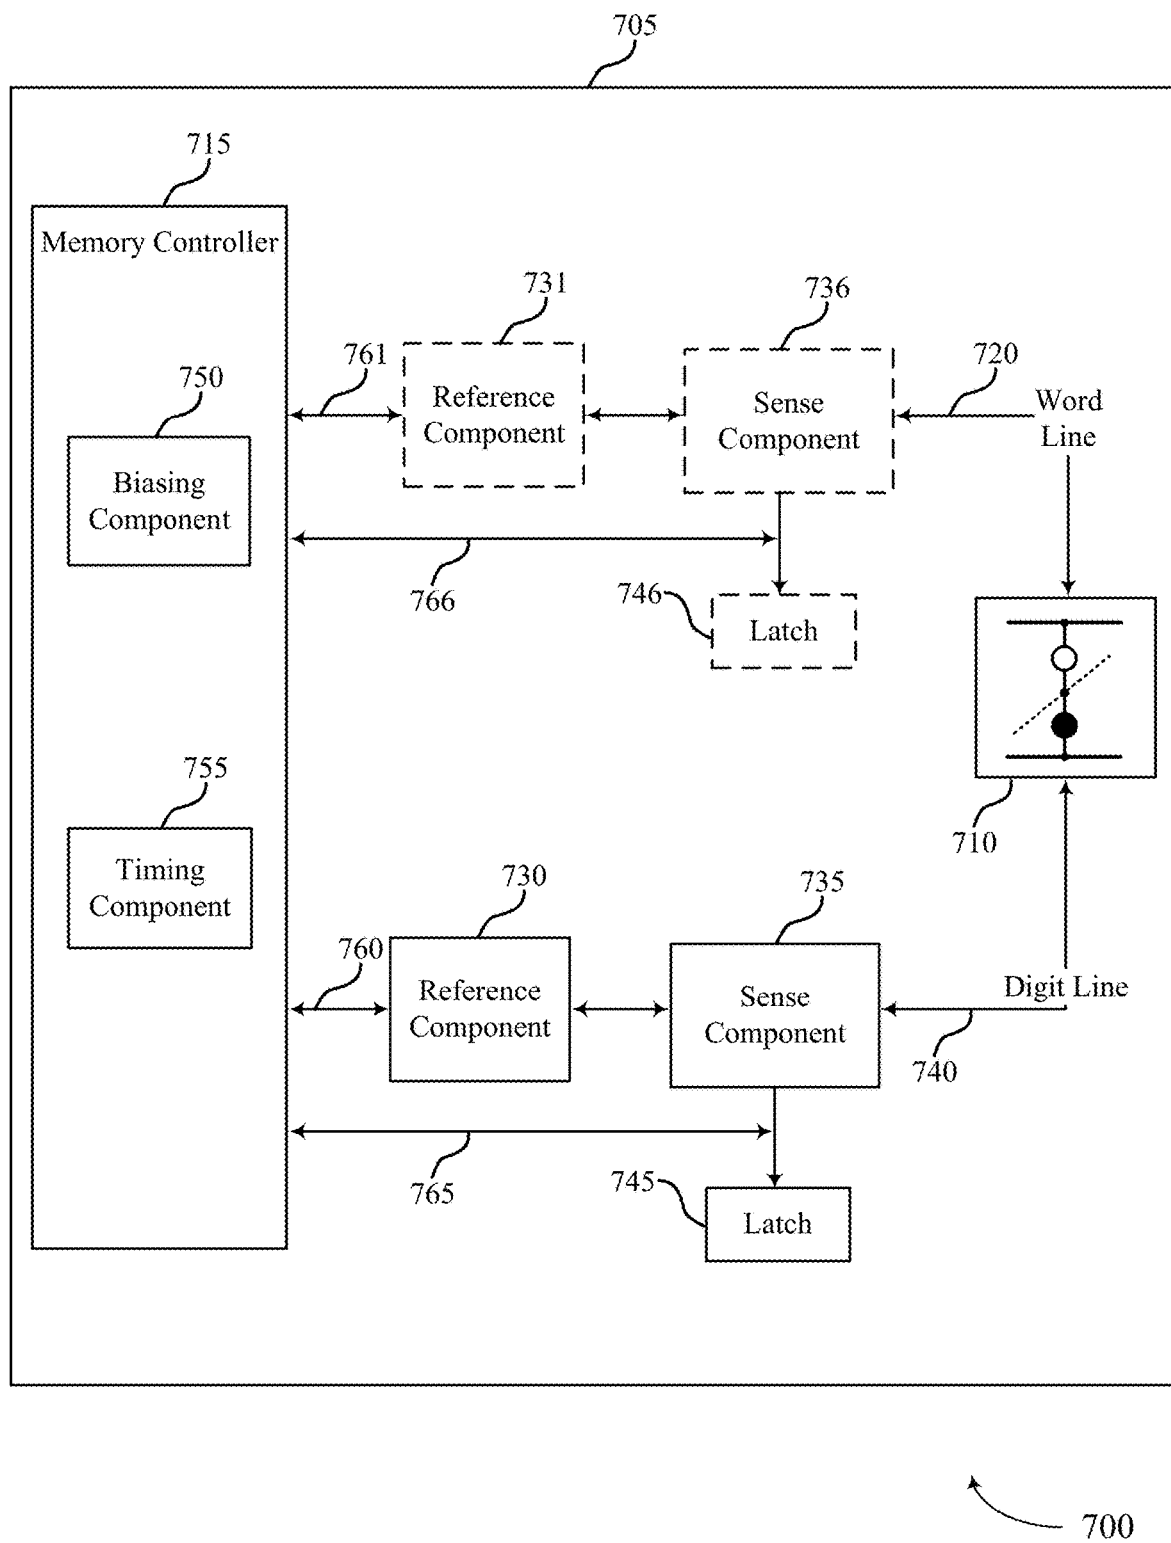 705
715
Memory Controller
731
736
761
720
750
Reference
Component
Sense
Component
Word
Line
Biasing
Component
766
746
Latch
755
710
Timing
Component
730
735
760
Reference
Component
Sense
Component
Digit Line
740
765
745
Latch
700